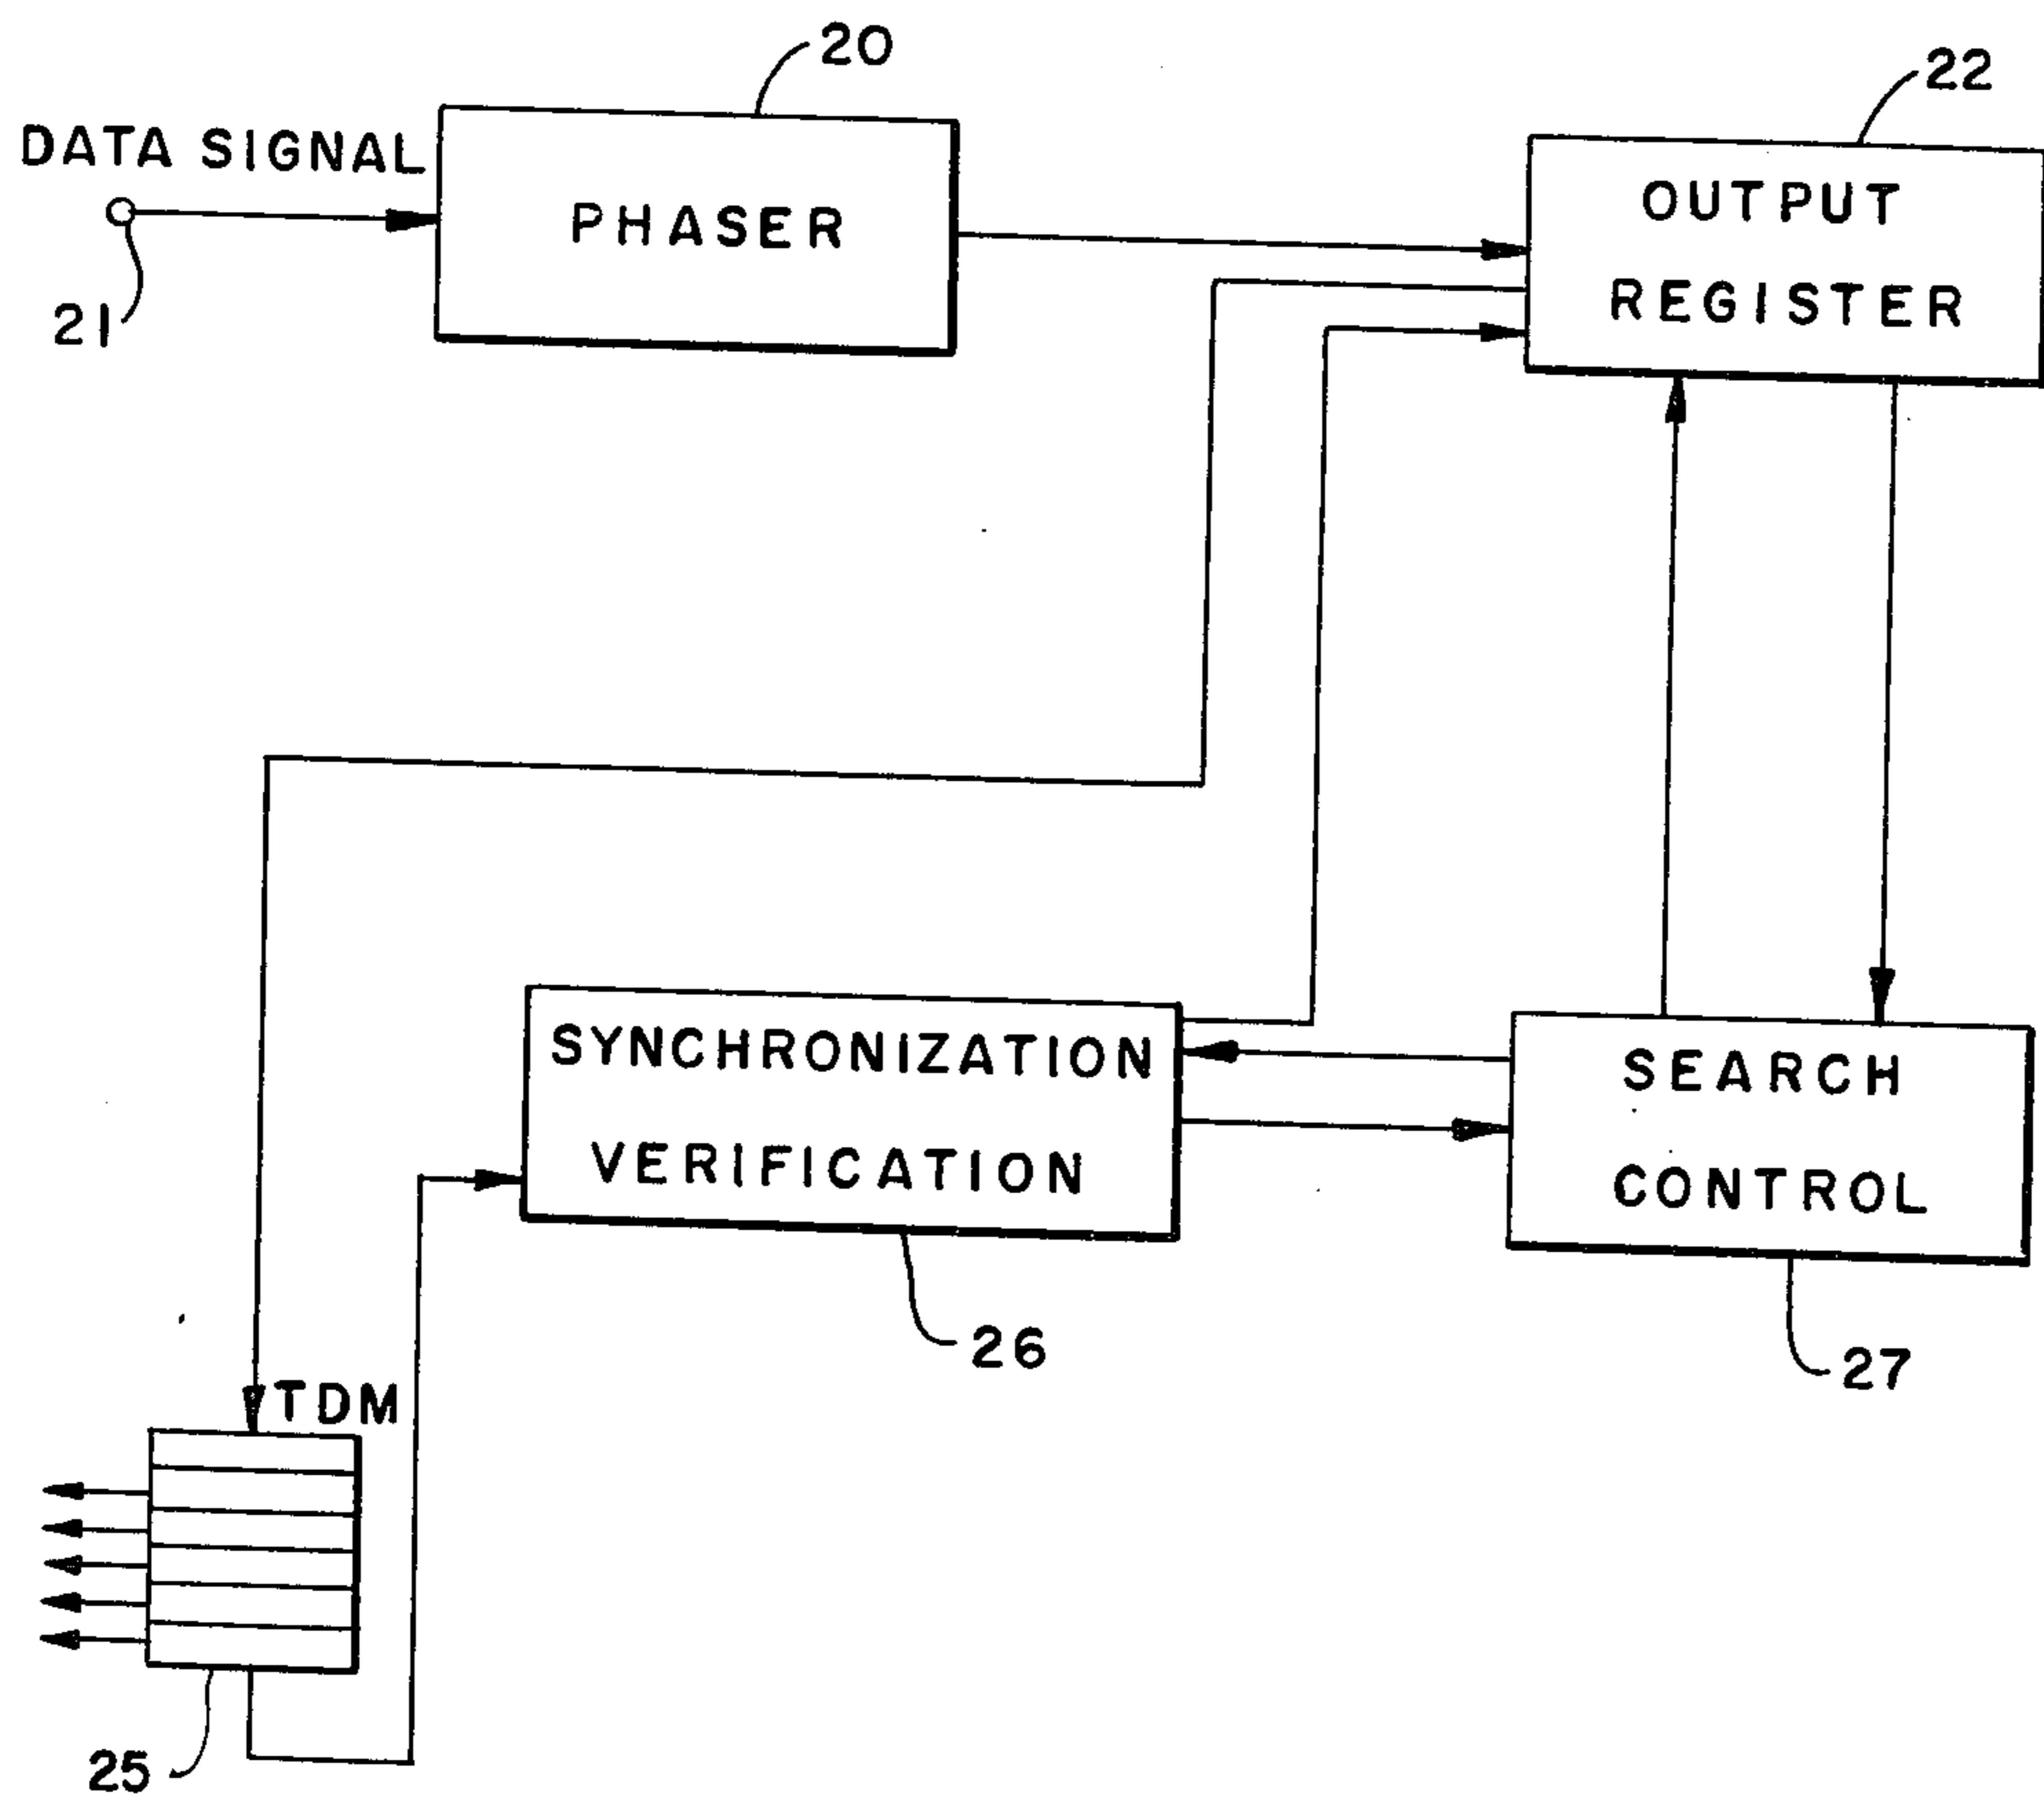 20
22
DATA SIGNAL
PHASER
OUTPUT
REGISTER
21
SYNCHRONIZATION
VERIFICATION
SEARCH
CONTROL
26
27
TDM
25